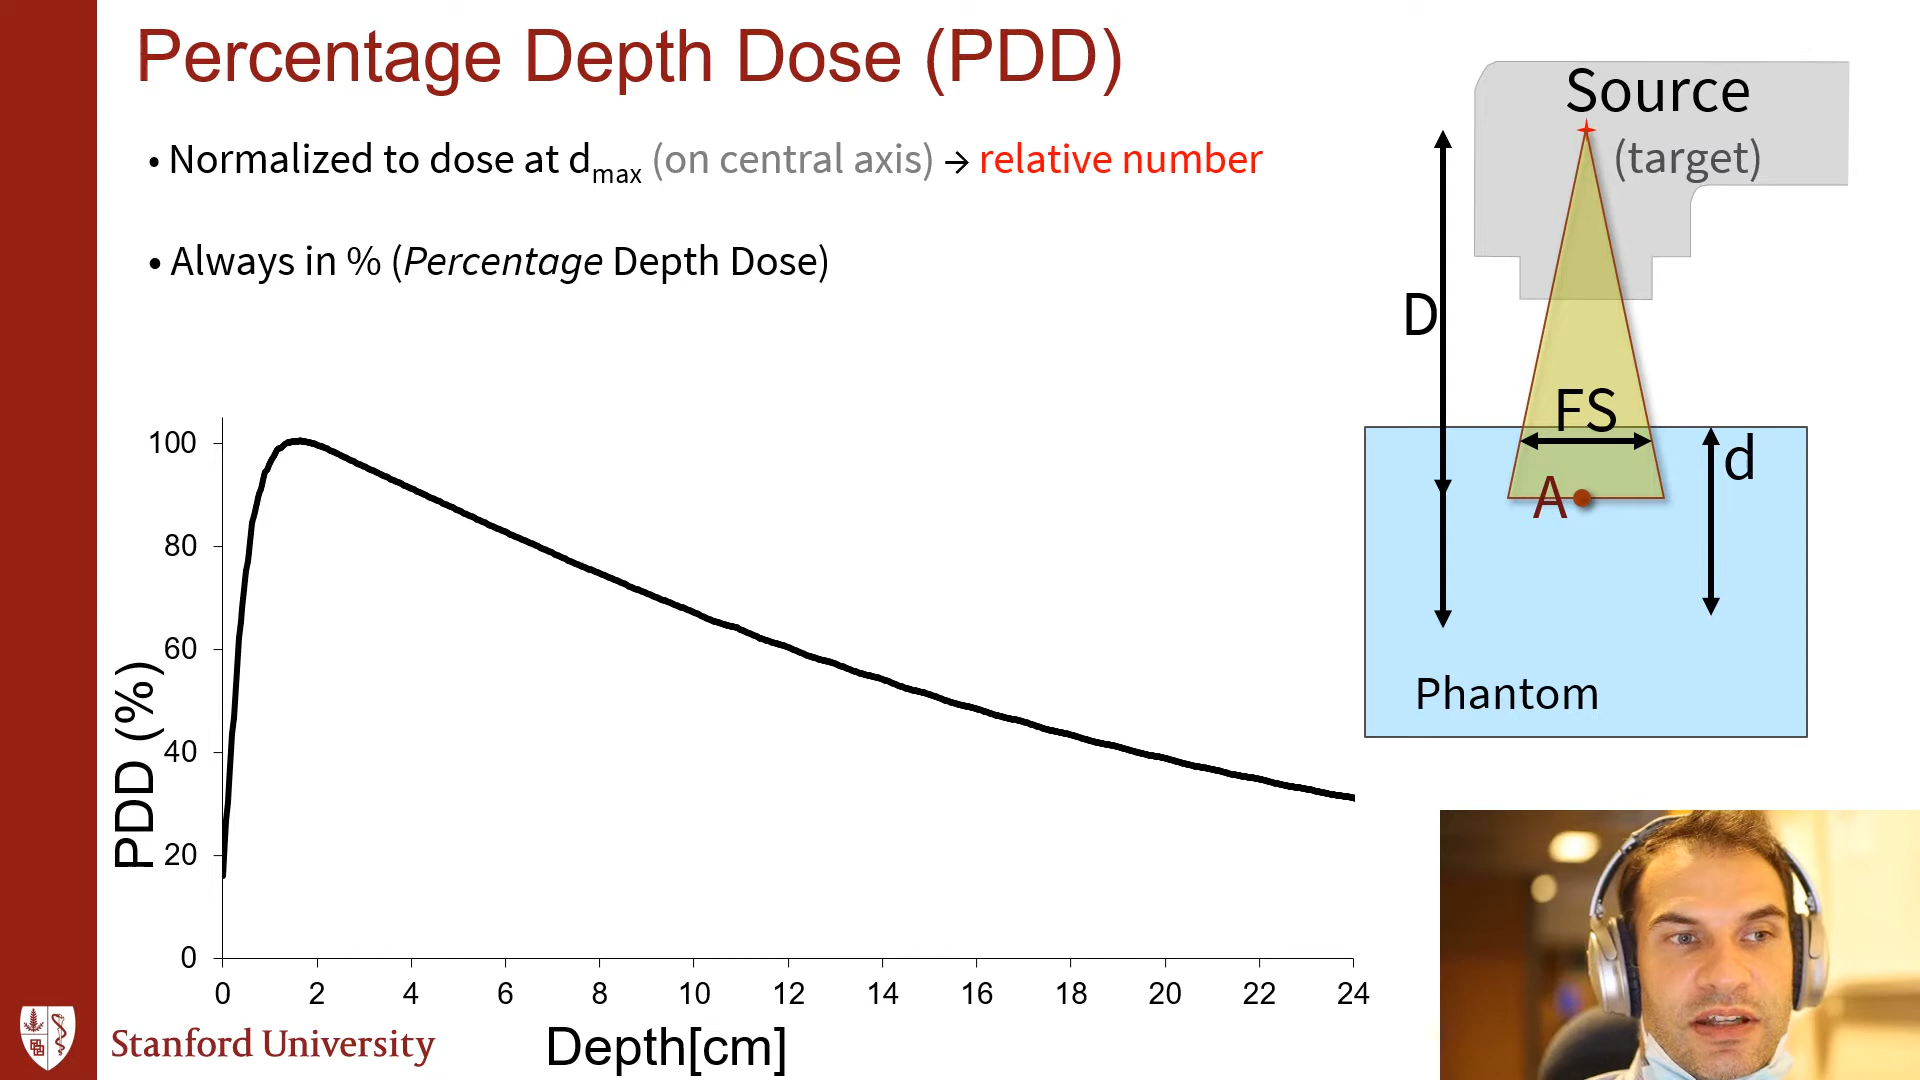 Percentage Depth Dose (PDD)
• Normalized to dose at dmax (on central axis) → relative number
• Always in % (Percentage Depth Dose)
Source
(target)
D
FS
d
A
Phantom
PDD (%)
100
80
60
40
20
0
0 2 4 6 8 10 12 14 16 18 20 22 24
Depth[cm]
Stanford University